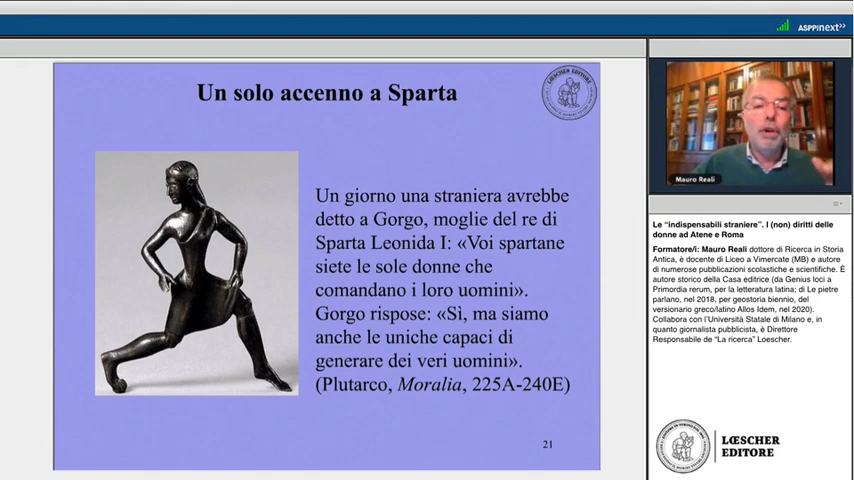 ASPPInext>>
Un solo accenno a Sparta
LOESCHER EDITORE
Un giorno una straniera avrebbe
detto a Gorgo, moglie del re di
Sparta Leonida I: «Voi spartane
siete le sole donne che
comandano i loro uomini».
Gorgo rispose: «Sì, ma siamo
anche le uniche capaci di
generare dei veri uomini».
(Plutarco, Moralia, 225A-240E)
21
Mauro Reali
Le “indispensabili straniere”. I (non) diritti delle
donne ad Atene e Roma
Formatore/i: Mauro Reali dottore di Ricerca in Storia
Antica, è docente di Liceo a Vimercate (MB) e autore
di numerose pubblicazioni scolastiche e scientifiche. È
autore storico della Casa editrice (da Genius loci a
Primordia rerum, per la letteratura latina; di Le pietre
parlano, nel 2018, per geostoria biennio, del
versionario greco/latino Allos Idem, nel 2020).
Collabora con l'Università Statale di Milano e, in
quanto giornalista pubblicista, è Direttore
Responsabile de “La ricerca” Loescher.
LŒSCHER
EDITORE